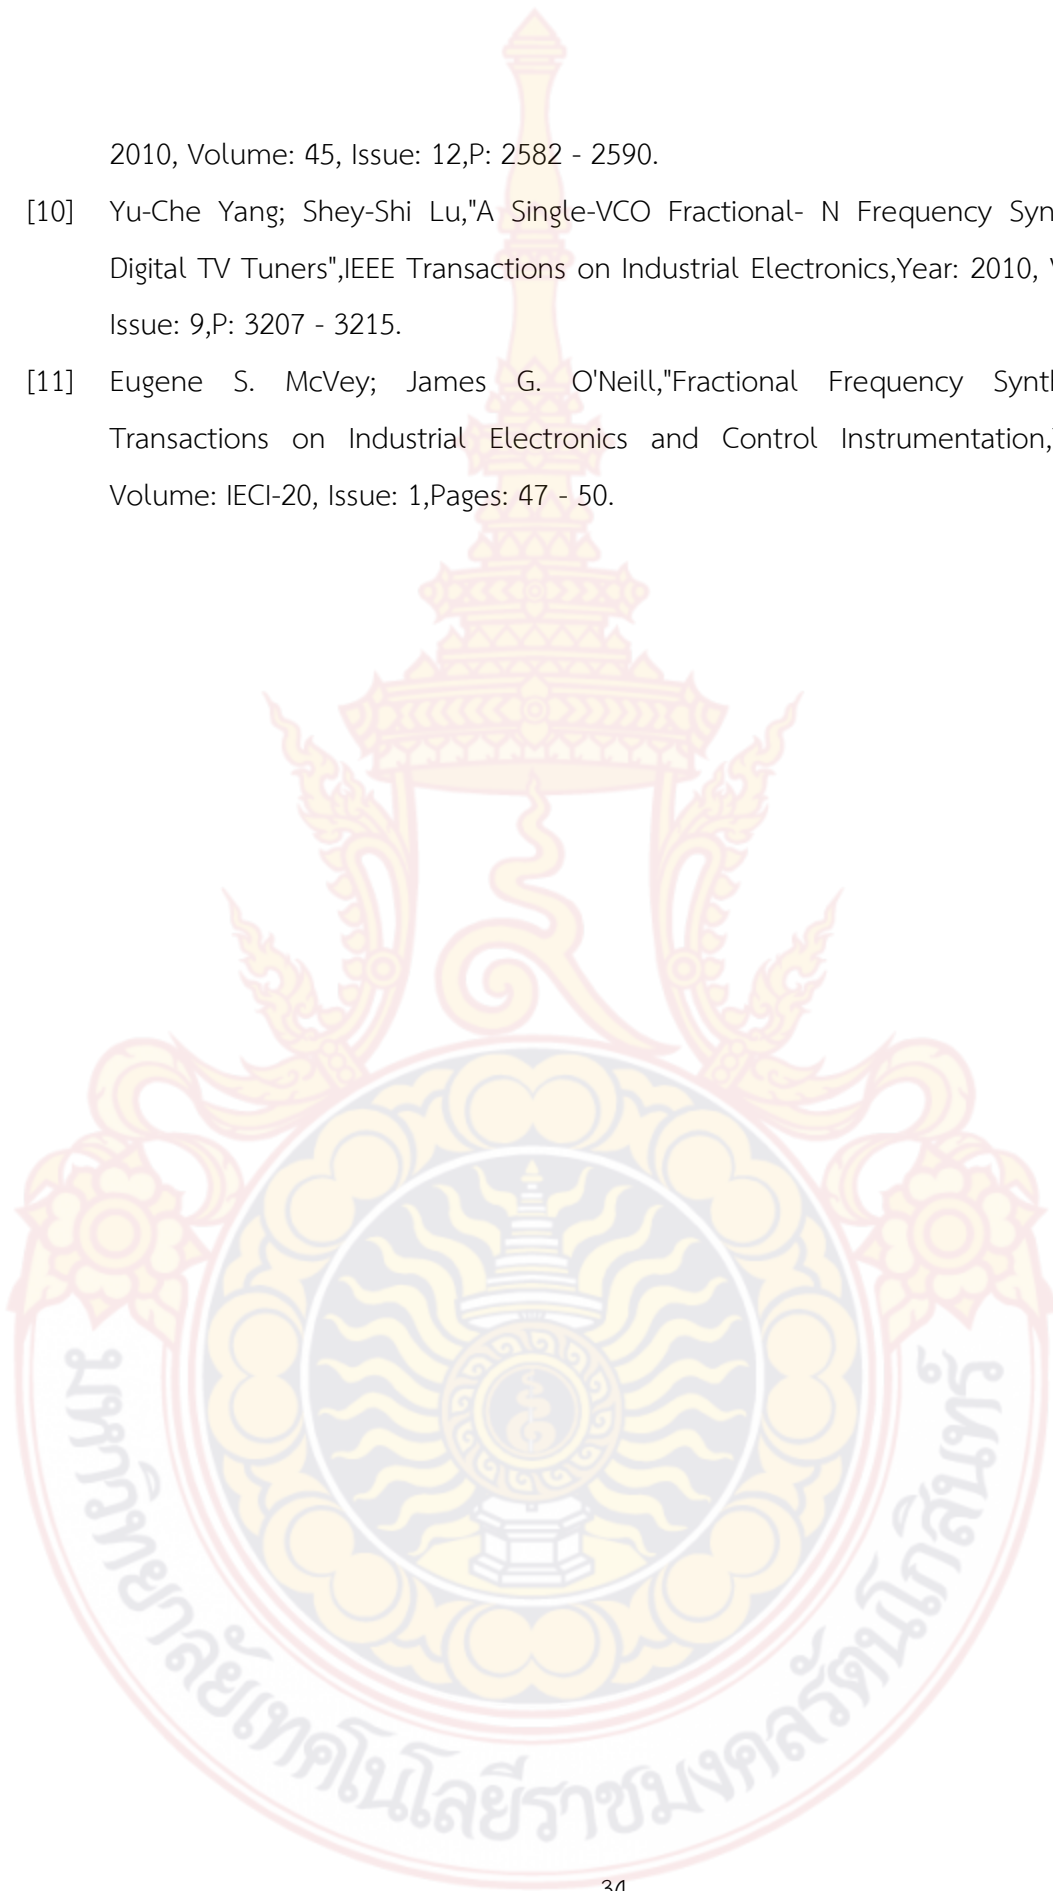 2010, Volume: 45, Issue: 12,P: 2582 - 2590.
[10] Yu-Che Yang; Shey-Shi Lu,"A Single-VCO Fractional- N Frequency Syn
Digital TV Tuners",IEEE Transactions on Industrial Electronics,Year: 2010,
Issue: 9,P: 3207 - 3215.
[11] Eugene S. McVey; James G. O'Neill,"Fractional Frequency Synt
Transactions on Industrial Electronics and Control Instrumentation,
Volume: IECI-20, Issue: 1,Pages: 47 - 50.
มหาวิทยาลัยเทคโนโลยีราชมงคลรัตนโกสินทร์
34